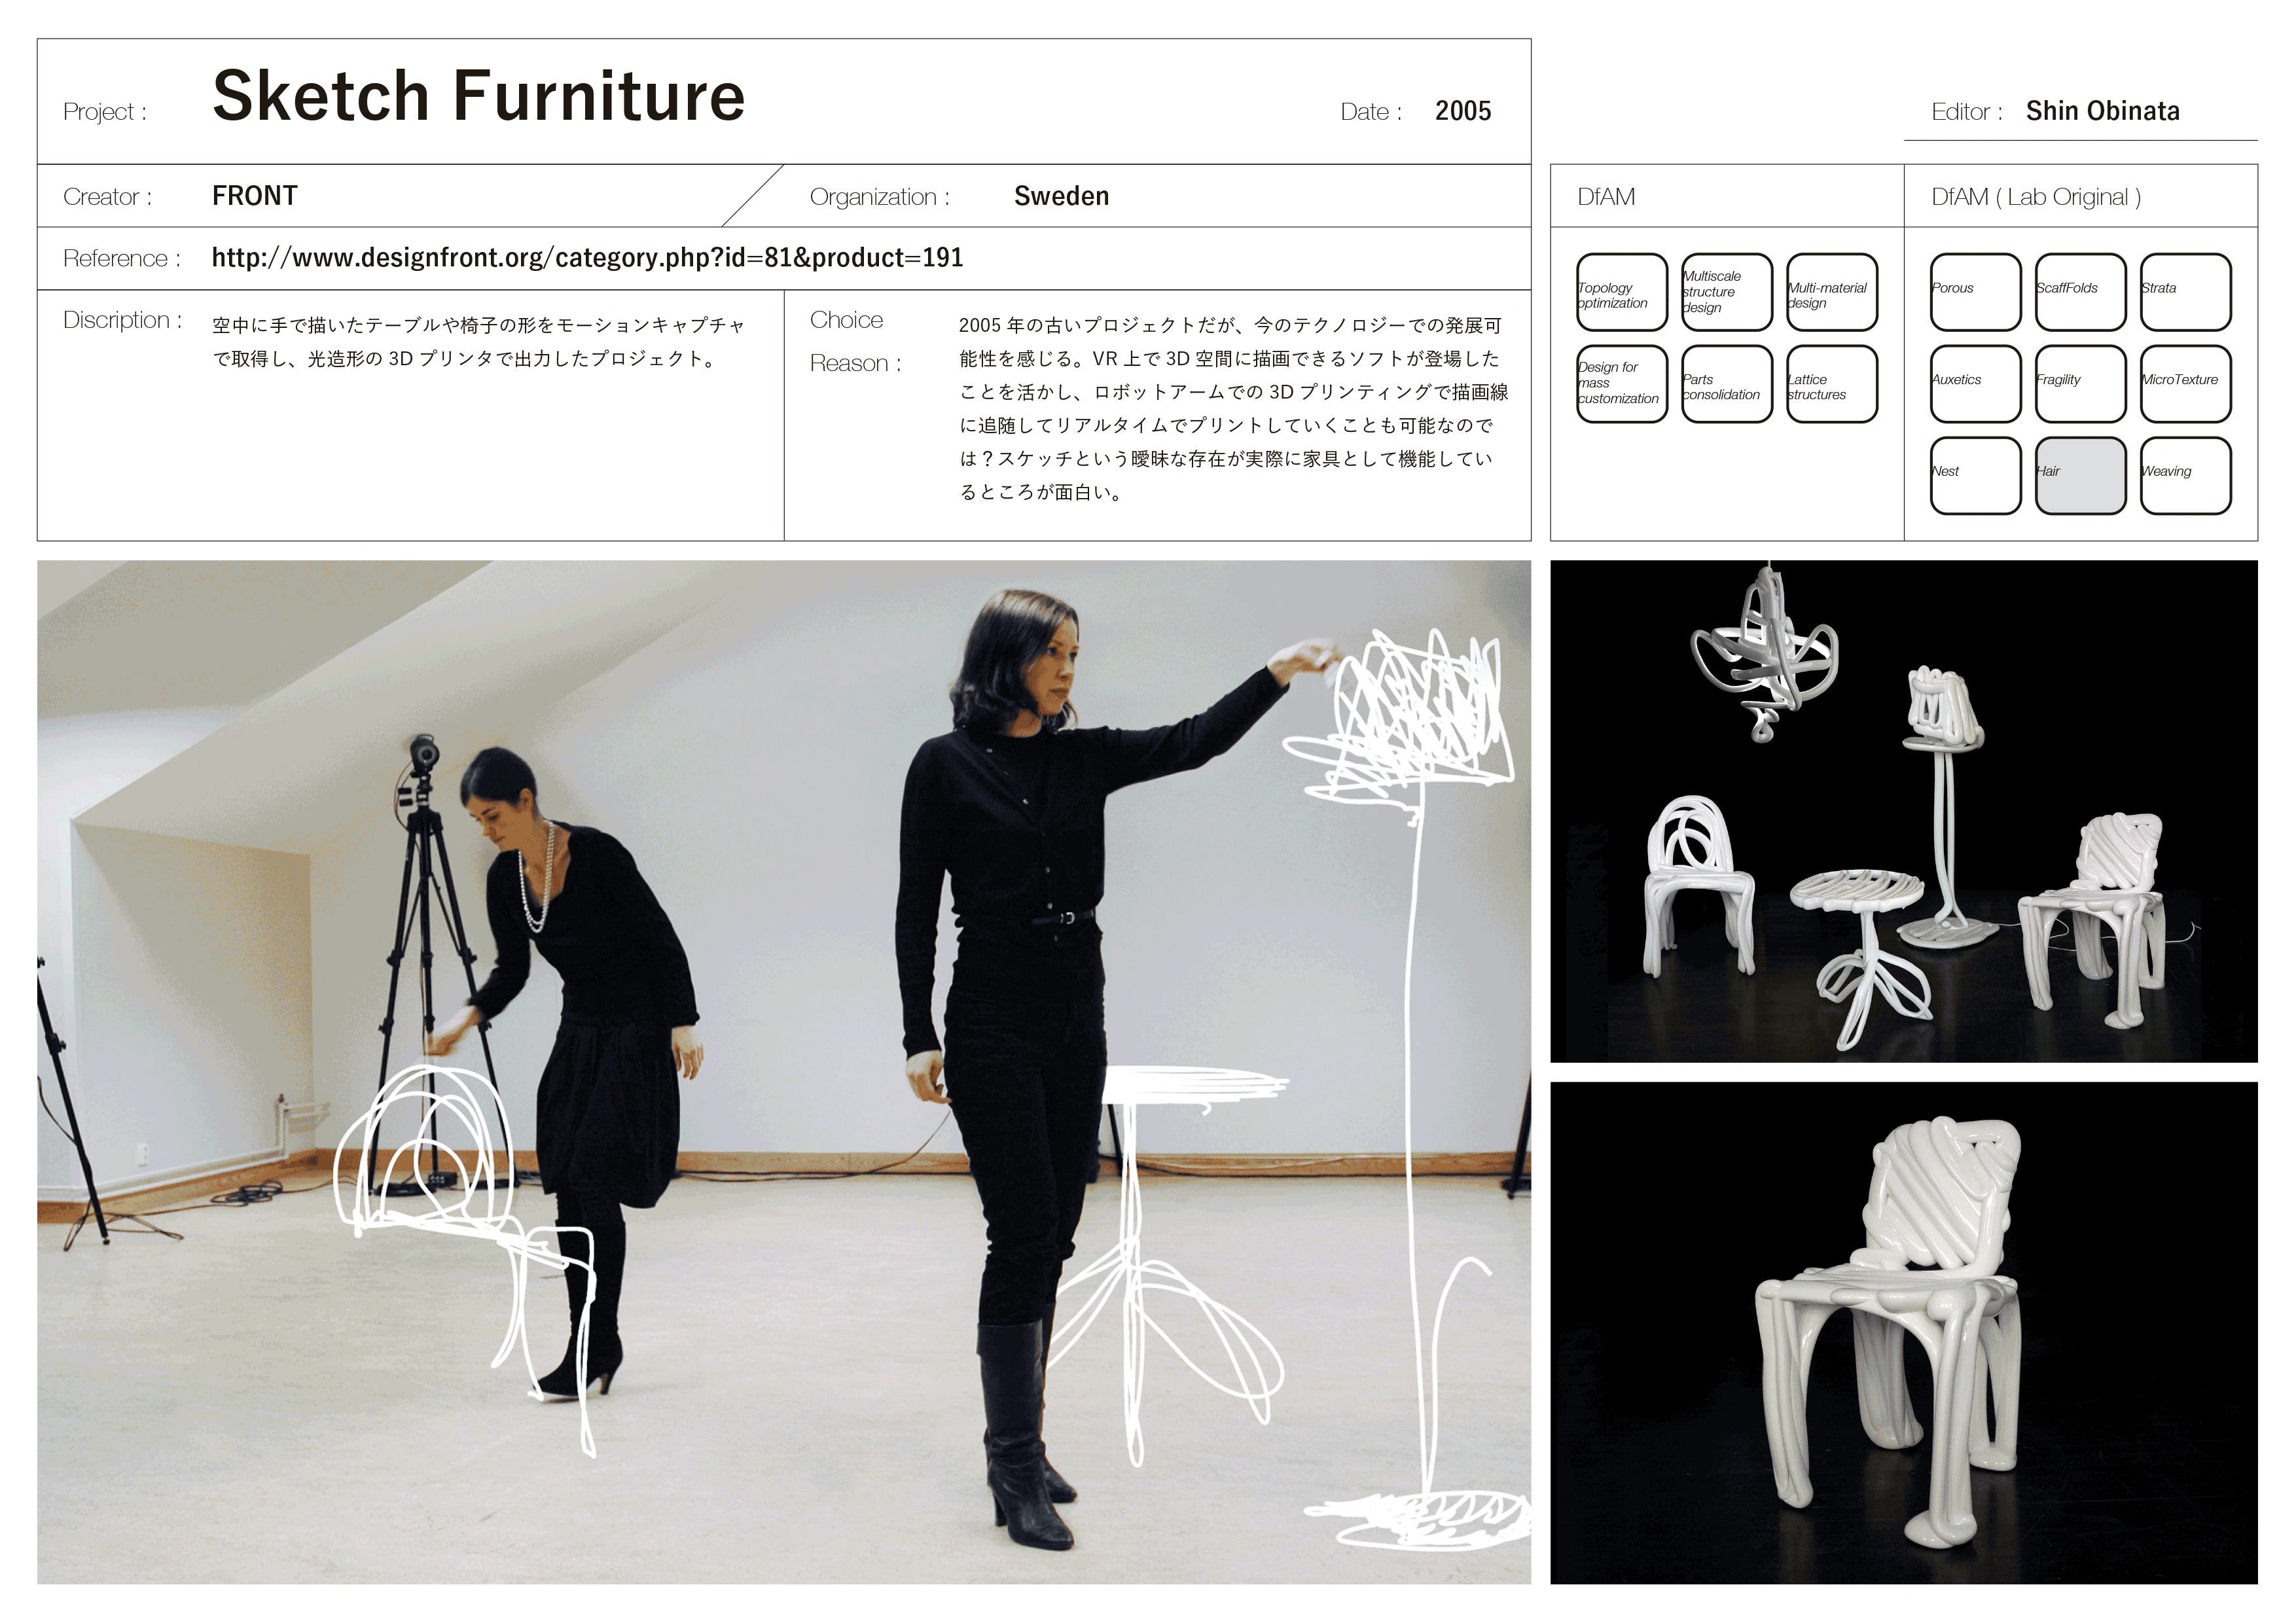 Project : Sketch Furniture Date : 2005
Editor : Shin Obinata
Creator : FRONT Organization : Sweden
Reference : http://www.designfront.org/category.php?id=81&product=191
Discription : 空中に手で描いたテーブルや椅子の形をモーションキャプチャ
で取得し、光造形の 3D プリンタで出力したプロジェクト。
Choice
Reason :
2005 年の古いプロジェクトだが、今のテクノロジーでの発展可
能性を感じる。VR 上で 3D 空間に描画できるソフトが登場した
ことを活かし、ロボットアームでの 3D プリンティングで描画線
に追随してリアルタイムでプリントしていくことも可能なので
は？スケッチという曖昧な存在が実際に家具として機能してい
るところが面白い。
DfAM
Topology
optimization
Multiscale
structure
design
Multi-material
design
Design for
mass
customization
Parts
consolidation
Lattice
structures
DfAM ( Lab Original )
Porous
ScaffFolds
Strata
Auxetics
Fragility
MicroTexture
Nest
Hair
Weaving